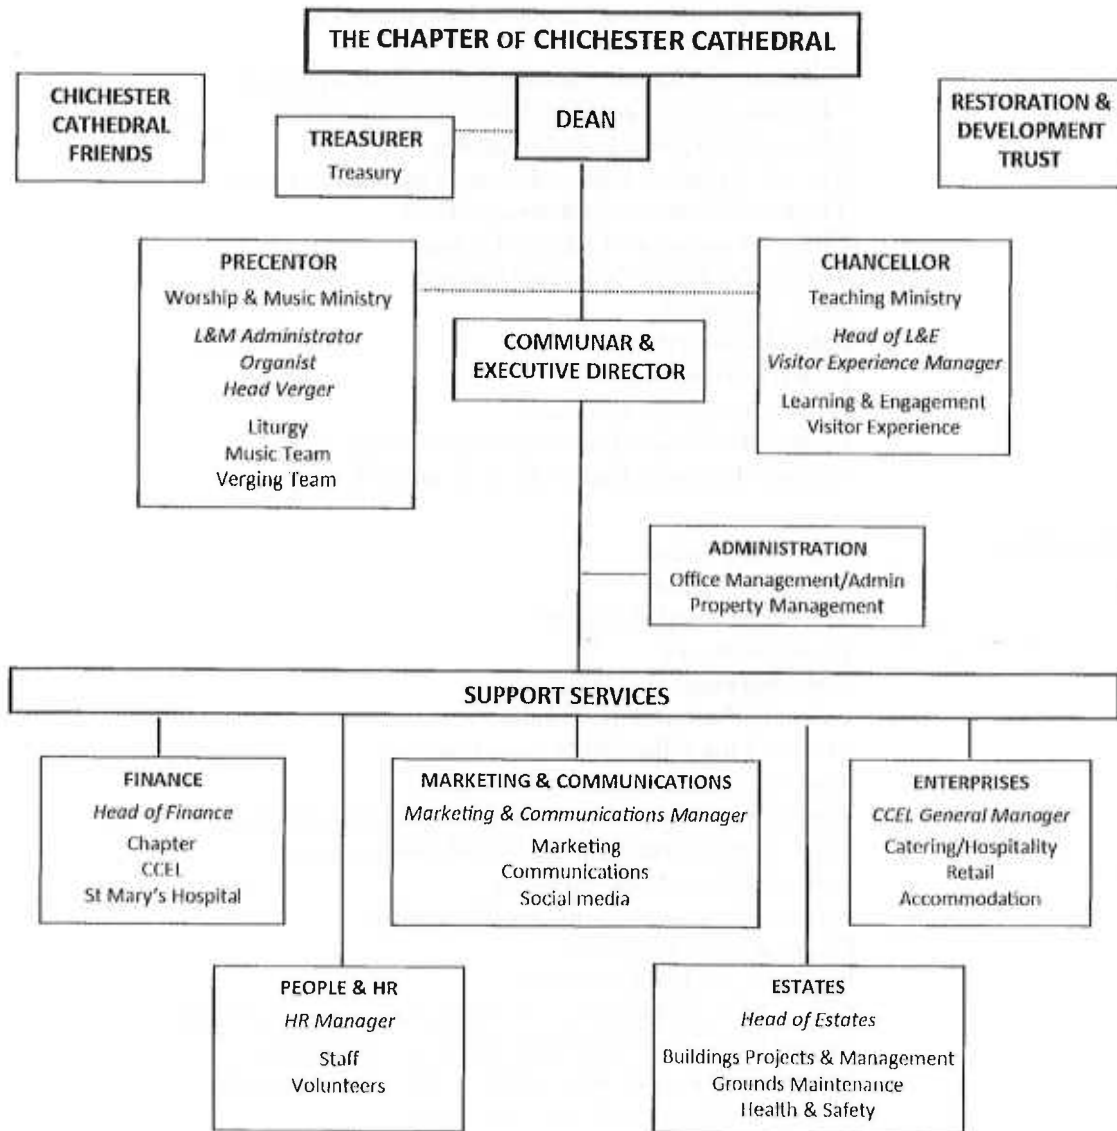 THE CHAPTER OF CHICHESTER CATHEDRAL
CHICHESTER
CATHEDRAL
FRIENDS
TREASURER
Treasury
DEAN
RESTORATION &
DEVELOPMENT
TRUST
PRECENTOR
Worship & Music Ministry
L&M Administrator
Organist
Head Verger
Liturgy
Music Team
Verging Team
COMMUNAR &
EXECUTIVE DIRECTOR
CHANCELLOR
Teaching Ministry
Head of L&E
Visitor Experience Manager
Learning & Engagement
Visitor Experience
ADMINISTRATION
Office Management/Admin
Property Management
SUPPORT SERVICES
FINANCE
Head of Finance
Chapter
CCEL
St Mary's Hospital
MARKETING & COMMUNICATIONS
Marketing & Communications Manager
Marketing
Communications
Social media
ENTERPRISES
CCEL General Manager
Catering/Hospitality
Retail
Accommodation
PEOPLE & HR
HR Manager
Staff
Volunteers
ESTATES
Head of Estates
Buildings Projects & Management
Grounds Maintenance
Health & Safety